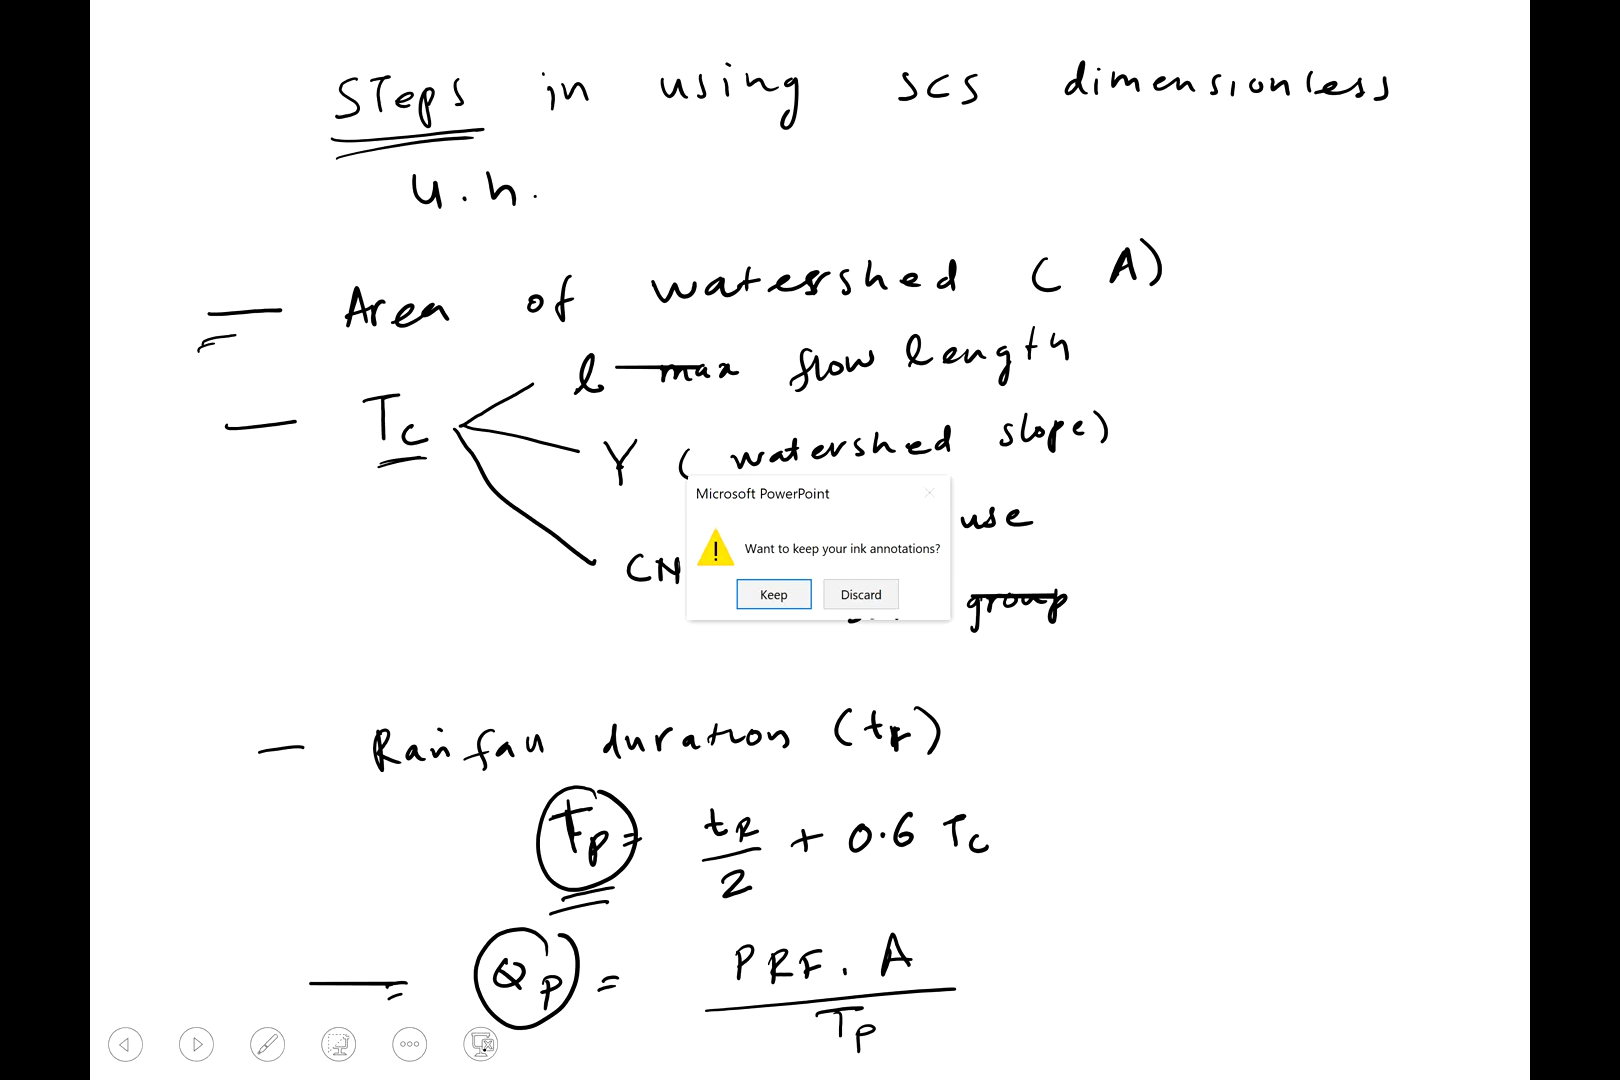 STeps in using SCS dimensionless
u.h.
Area of watershed ( A)
l max flow length
Tc
Y ( watershed slope)
Microsoft PowerPoint
use
Want to keep your ink annotations?
CN
Keep Discard
group
Rainfall duration (tr)
Tp = tR/2 + 0.6 Tc
Qp = PRF. A / Tp